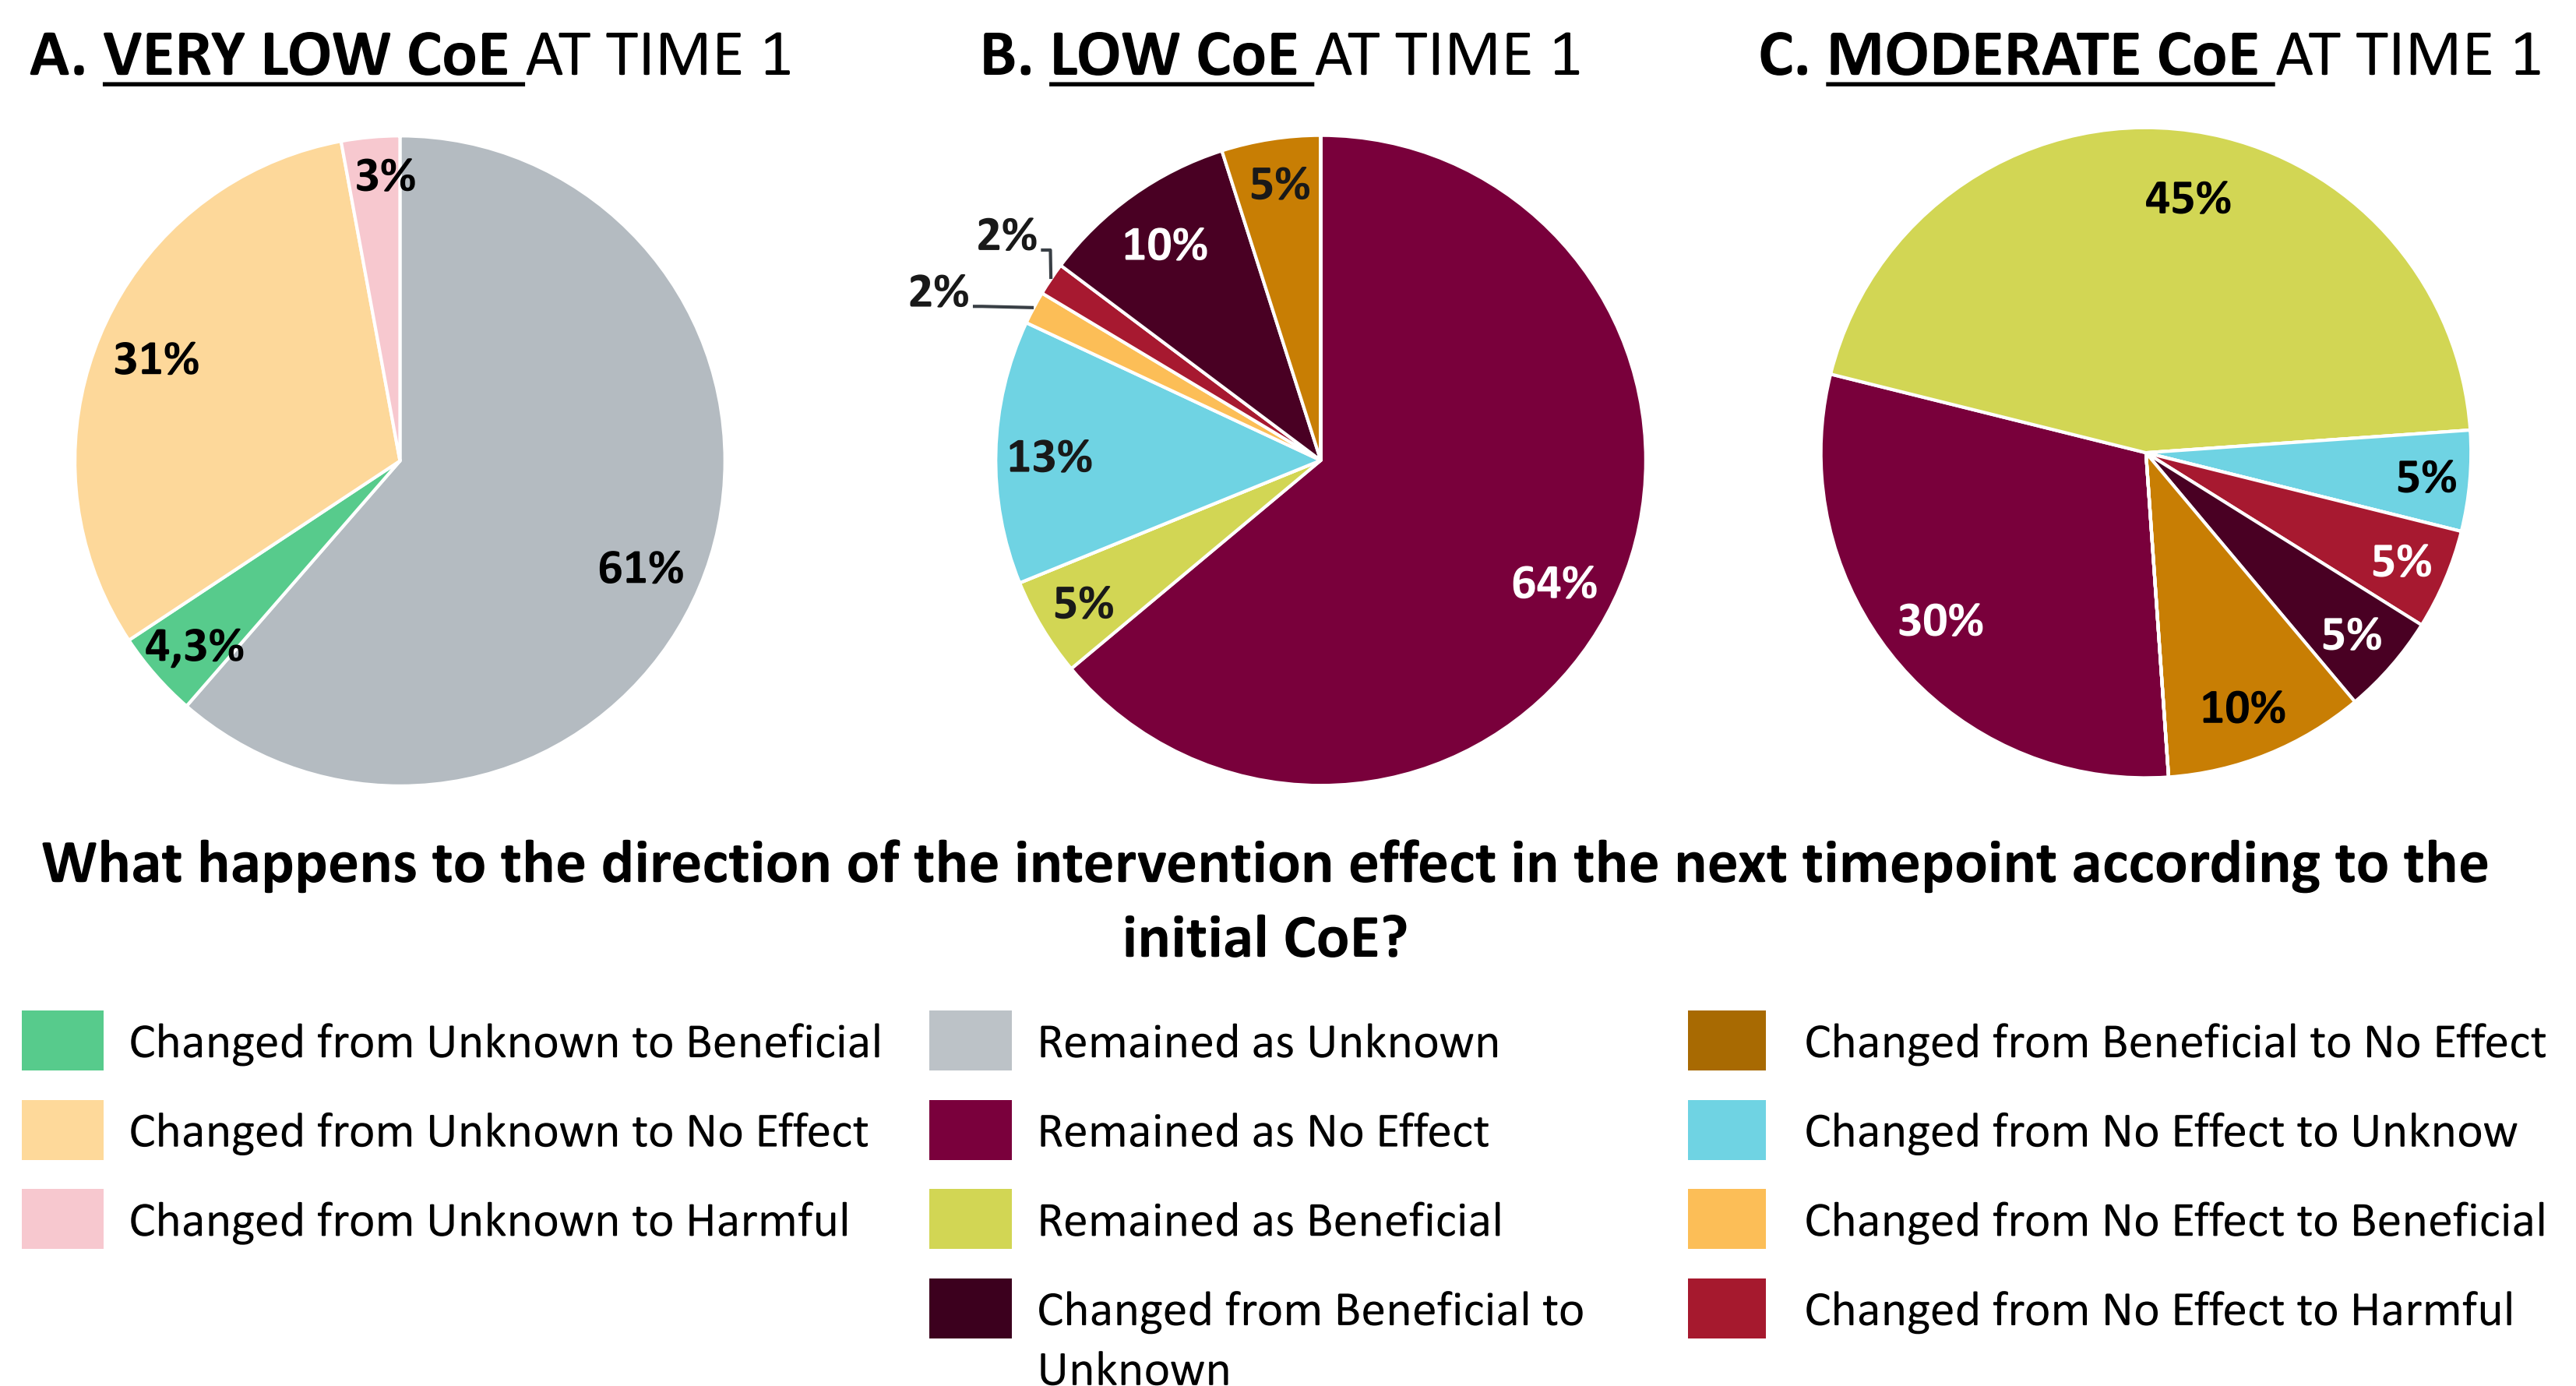 A. VERY LOW CoE AT TIME 1
B. LOW CoE AT TIME 1
C. MODERATE CoE AT TIME 1
3%
31%
4,3%
61%
5%
10%
2%
2%
13%
5%
64%
45%
5%
5%
5%
10%
30%
What happens to the direction of the intervention effect in the next timepoint according to the
initial CoE?
Changed from Unknown to Beneficial
Changed from Unknown to No Effect
Changed from Unknown to Harmful
Remained as Unknown
Remained as No Effect
Remained as Beneficial
Changed from Beneficial to
Unknown
Changed from Beneficial to No Effect
Changed from No Effect to Unknow
Changed from No Effect to Beneficial
Changed from No Effect to Harmful